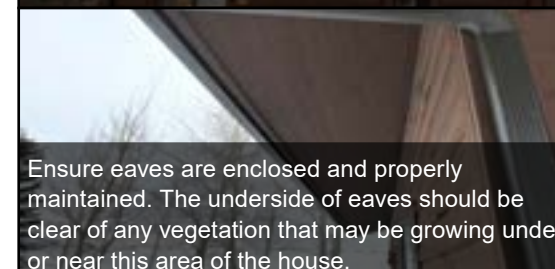 Ensure eaves are enclosed and properly
maintained. The underside of eaves should be
clear of any vegetation that may be growing unde
or near this area of the house.